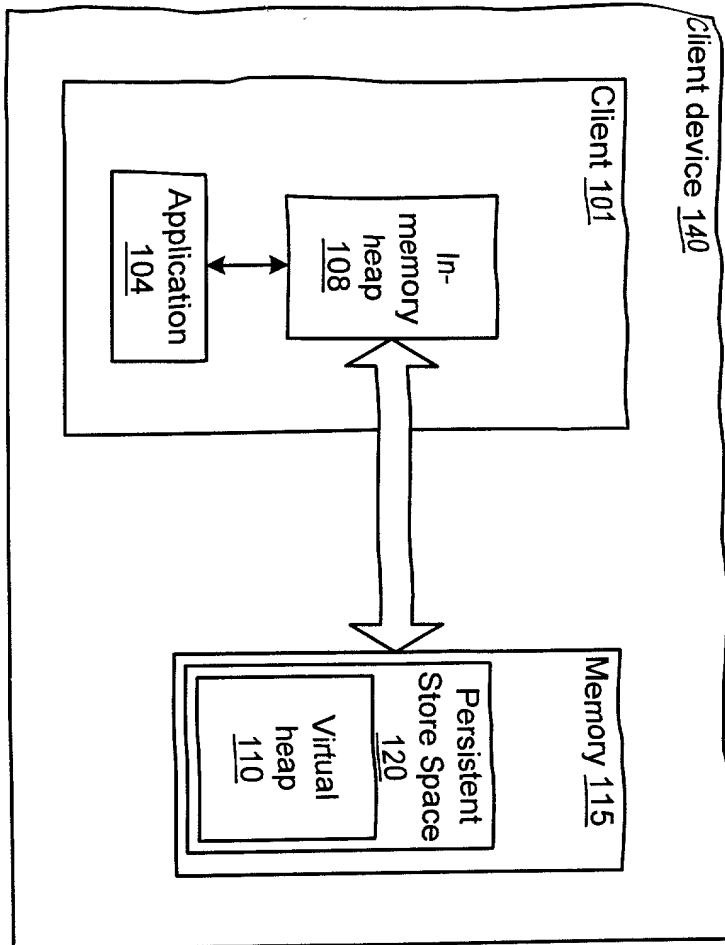 Client device 140
Client 101
In-
memory
heap
108
Application
104
Memory 115
Persistent
Store Space
120
Virtual
heap
110